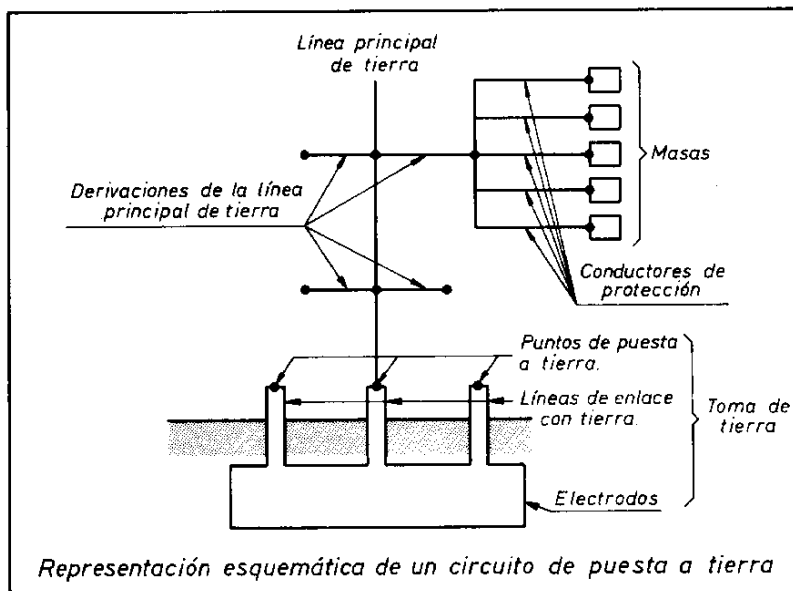 Línea principal
de tierra
Masas
Derivaciones de la línea
principal de tierra
Conductores de
protección
Puntos de puesta
a tierra.
Líneas de enlace
con tierra.
Toma de
tierra
Electrodos
Representación esquemática de un circuito de puesta a tierra